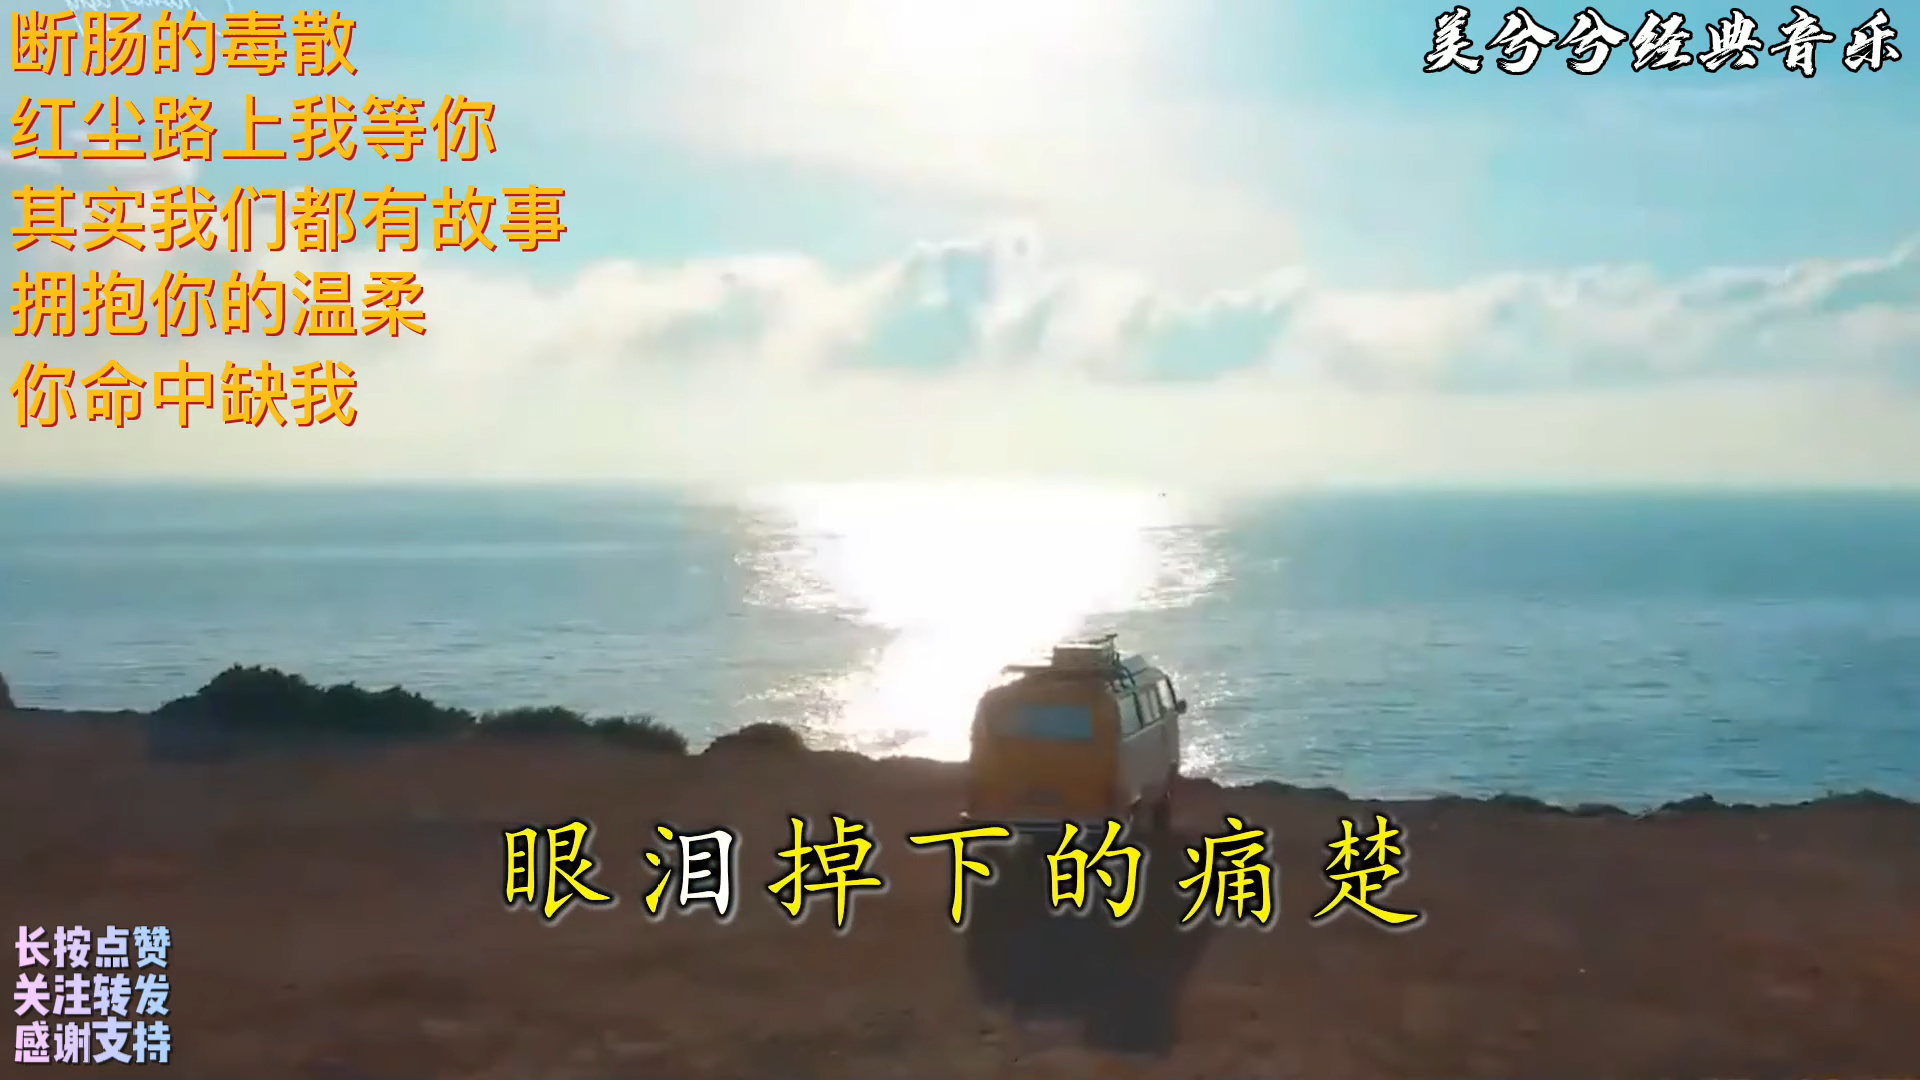 断肠的毒散
红尘路上我等你
其实我们都有故事
拥抱你的温柔
你命中缺我
美兮兮经典音乐
眼泪掉下的痛楚
长按点赞
关注转发
感谢支持